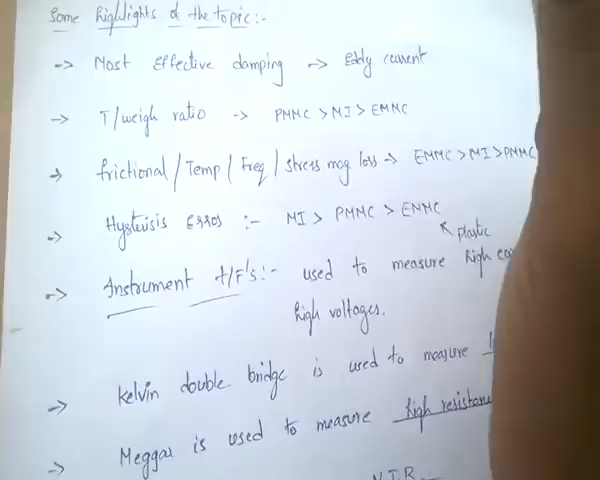 Some highlights of the topic:-
-> Most Effective damping -> Eddy current
-> T/weigh ratio -> PMMC > MI > EMMC
-> frictional / Temp / Freq / stress mag loss -> EMMC > MI > PMMC
-> Hysterisis Erros :- MI > PMMC > EMMC
plastic
-> Instrument t/F's:- used to measure high
high voltages.
-> Kelvin double bridge is used to measure
-> Meggar is used to measure high resistance